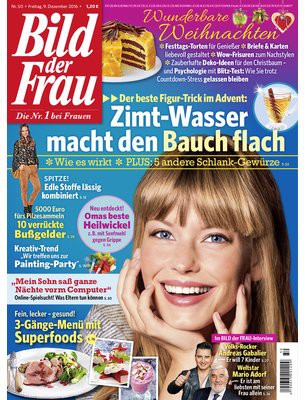 Nr. 50 • Freitag, 9. Dezember 2016 • 1,20 €
Bild der Frau
Die Nr. 1 bei Frauen
Wunderbare
Weihnachten
Festtags-Torten für Genießer Briefe & Karten
liebevoll gestaltet Wow-Frisuren zum Nachstylen
Zauberhafte Deko-Ideen für den Christbaum –
und Psychologie mit Blitz-Test: Wie Sie trotz
Countdown-Stress gelassen bleiben
Der beste Figur-Trick im Advent:
Zimt-Wasser
macht den Bauch flach
* Wie es wirkt * PLUS: 5 andere Schlank-Gewürze
SPITZE!
Edle Stoffe lässig
kombiniert
5000 Euro
fürs Pilzesammeln
10 verrückte
Bußgelder
Kreativ-Trend
„Wir treffen uns zur
Painting-Party“
Neu entdeckt!
Omas beste
Heilwickel
z.B. mit Senfmehl
gegen Grippe
„Mein Sohn saß ganze
Nächte vorm Computer“
Online-Spielsucht! Was Eltern tun können
Fein, lecker – gesund!
3-Gänge-Menü mit
Superfoods
Im BILD der FRAU-Interview
Volks-Rocker
Andreas Gabalier
Er will 7 Kinder
Weltstar
Mario Adorf
Er ist am
liebsten mit seiner
Frau allein